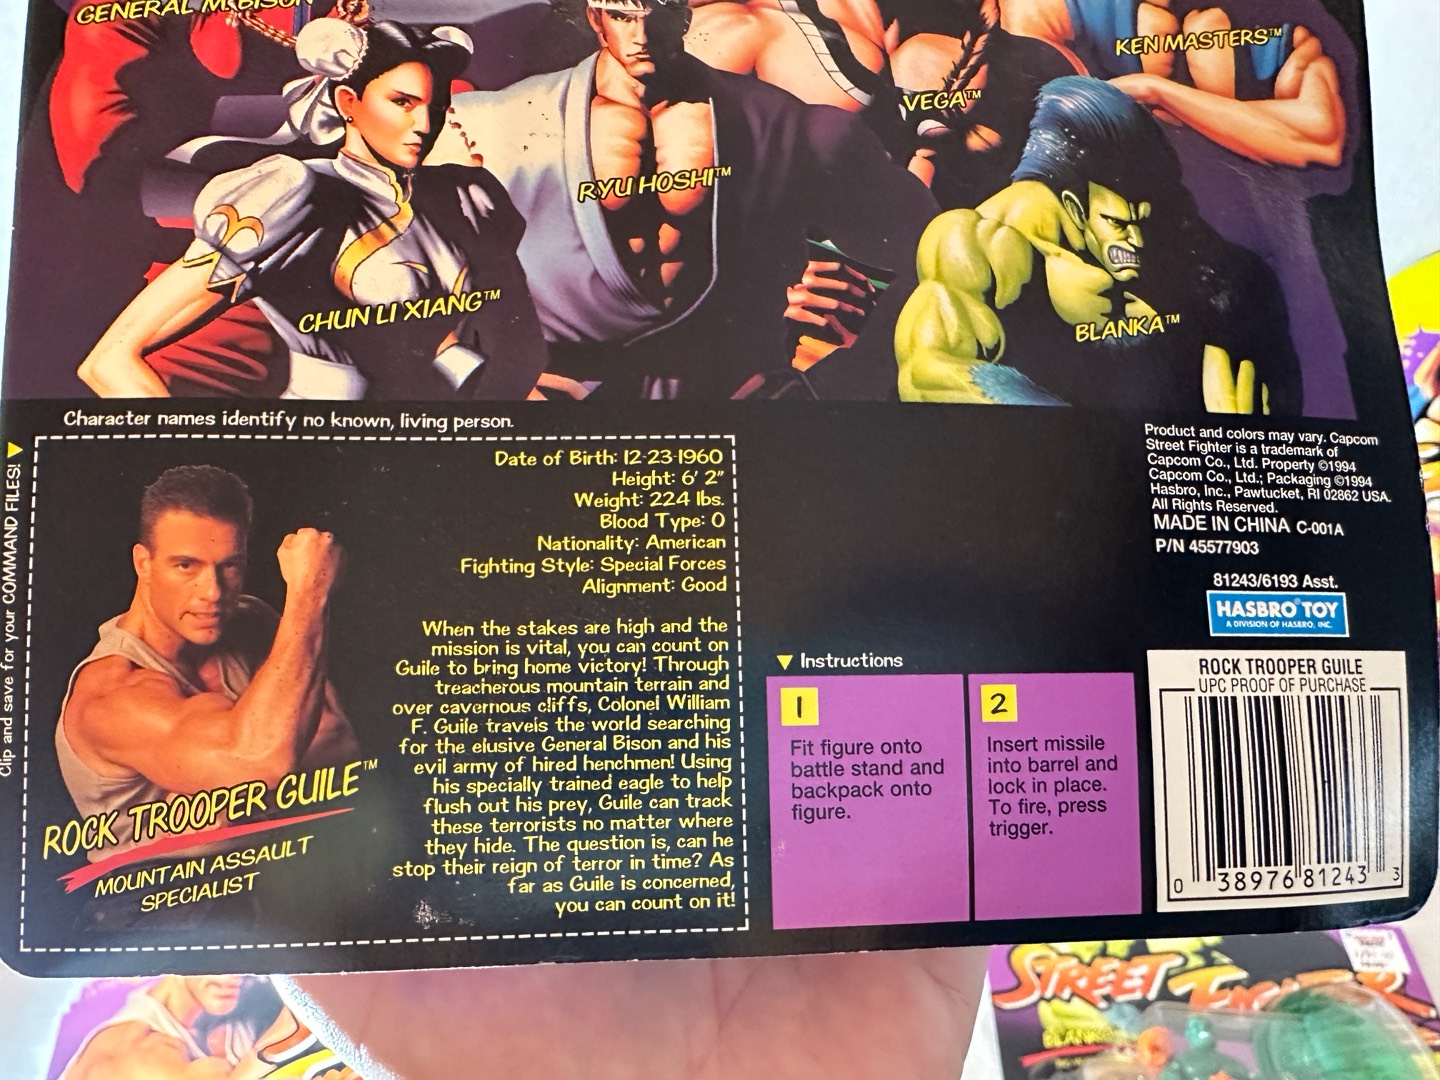 GENERAL M. BISON
KEN MASTERS™
VEGA™
RYU HOSHI™
CHUN LI XIANG™
BLANKA™
Character names identify no known, living person.
Clip and save for your COMMAND FILES!
Date of Birth: 12-23-1960
Height: 6' 2"
Weight: 224 lbs.
Blood Type: O
Nationality: American
Fighting Style: Special Forces
Alignment: Good
When the stakes are high and the
mission is vital, you can count on
Guile to bring home victory! Through
treacherous mountain terrain and
over cavernous cliffs, Colonel William
F. Guile travels the world searching
for the elusive General Bison and his
evil army of hired henchmen! Using
his specially trained eagle to help
flush out his prey, Guile can track
these terrorists no matter where
they hide. The question is, can he
stop their reign of terror in time? As
far as Guile is concerned,
you can count on it!
ROCK TROOPER GUILE™
MOUNTAIN ASSAULT
SPECIALIST
Instructions
1
Fit figure onto
battle stand and
backpack onto
figure.
2
Insert missile
into barrel and
lock in place.
To fire, press
trigger.
Product and colors may vary. Capcom
Street Fighter is a trademark of
Capcom Co., Ltd. Property ©1994
Capcom Co., Ltd.; Packaging ©1994
Hasbro, Inc., Pawtucket, RI 02862 USA.
All Rights Reserved.
MADE IN CHINA C-001A
P/N 45577903
81243/6193 Asst.
HASBRO® TOY
A DIVISION OF HASBRO, INC.
ROCK TROOPER GUILE
UPC PROOF OF PURCHASE
0 38976 81243 3
STREET FIGHTER
BLANKA